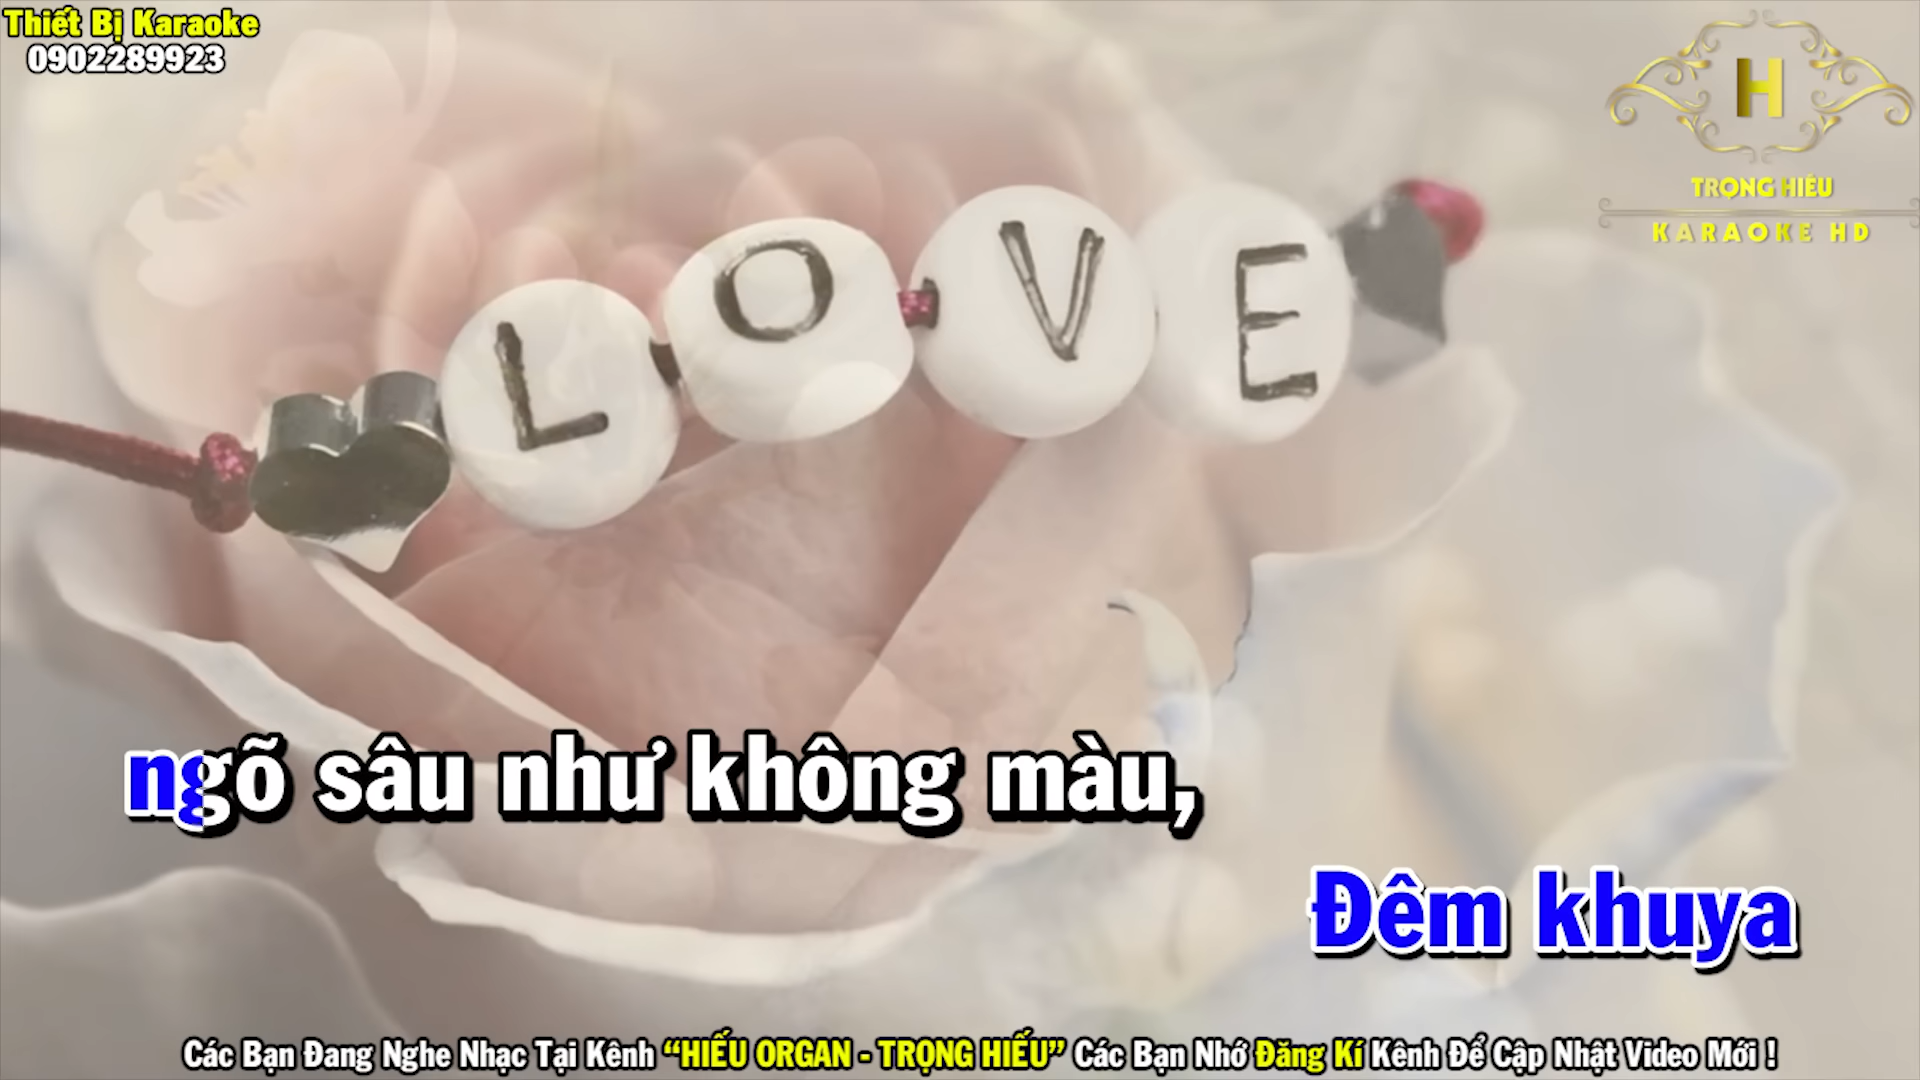 Thiết Bị Karaoke
0902289923
H
TRỌNG HIẾU
KARAOKE HD
LOVE
ngõ sâu như không màu,
Đêm khuya
Các Bạn Đang Nghe Nhạc Tại Kênh “HIẾU ORGAN - TRỌNG HIẾU” Các Bạn Nhớ Đăng Kí Kênh Để Cập Nhật Video Mới !